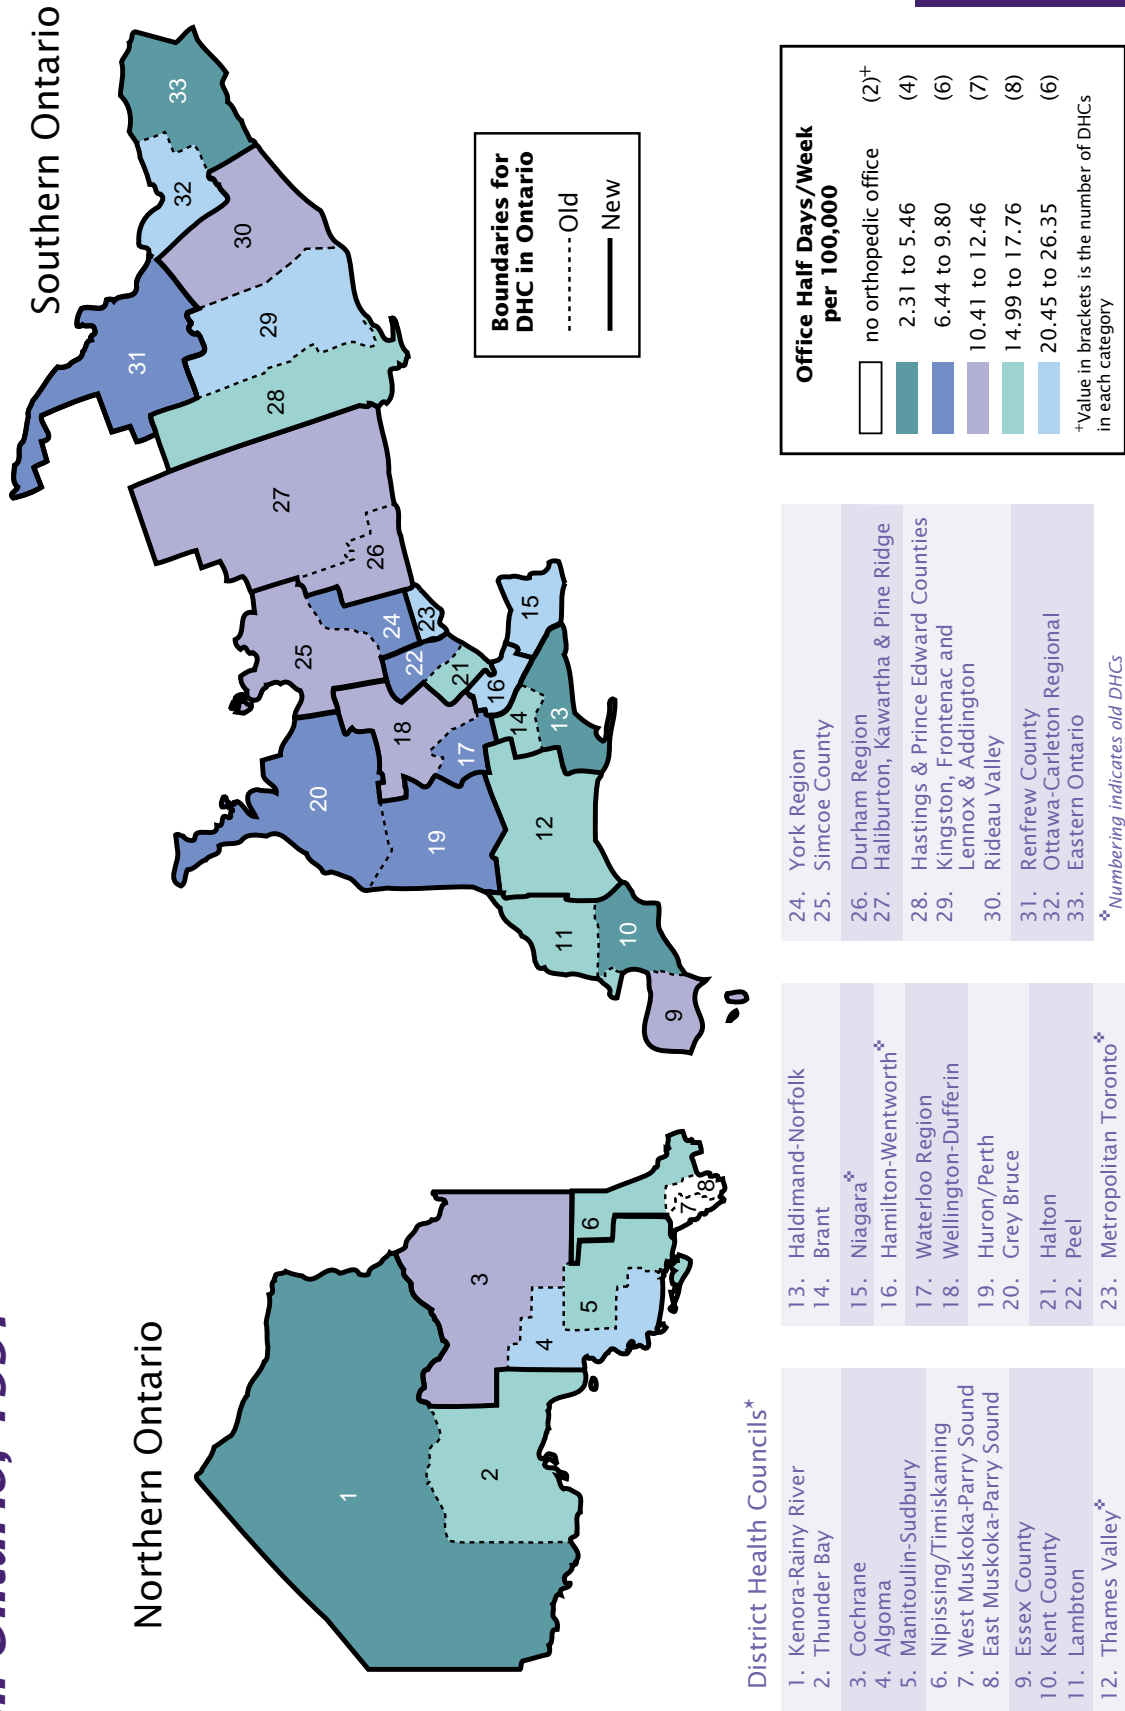 Ontario,
Northern Ontario
1
2
3
4
5
6
7
8
Southern Ontario
9
10
11
12
13
14
15
16
17
18
19
20
21
22
23
24
25
26
27
28
29
30
31
32
33
Boundaries for
DHC in Ontario
Old
New
District Health Councils*
1. Kenora-Rainy River
2. Thunder Bay
3. Cochrane
4. Algoma
5. Manitoulin-Sudbury
6. Nipissing/Timiskaming
7. West Muskoka-Parry Sound
8. East Muskoka-Parry Sound
9. Essex County
10. Kent County
11. Lambton
12. Thames Valley✧
13. Haldimand-Norfolk
14. Brant
15. Niagara✧
16. Hamilton-Wentworth✧
17. Waterloo Region
18. Wellington-Dufferin
19. Huron/Perth
20. Grey Bruce
21. Halton
22. Peel
23. Metropolitan Toronto✧
24. York Region
25. Simcoe County
26. Durham Region
27. Haliburton, Kawartha & Pine Ridge
28. Hastings & Prince Edward Counties
29. Kingston, Frontenac and
Lennox & Addington
30. Rideau Valley
31. Renfrew County
32. Ottawa-Carleton Regional
33. Eastern Ontario
✧Numbering indicates old DHCs
Office Half Days/Week
per 100,000
no orthopedic office (2)+
2.31 to 5.46 (4)
6.44 to 9.80 (6)
10.41 to 12.46 (7)
14.99 to 17.76 (8)
20.45 to 26.35 (6)
+Value in brackets is the number of DHCs
in each category